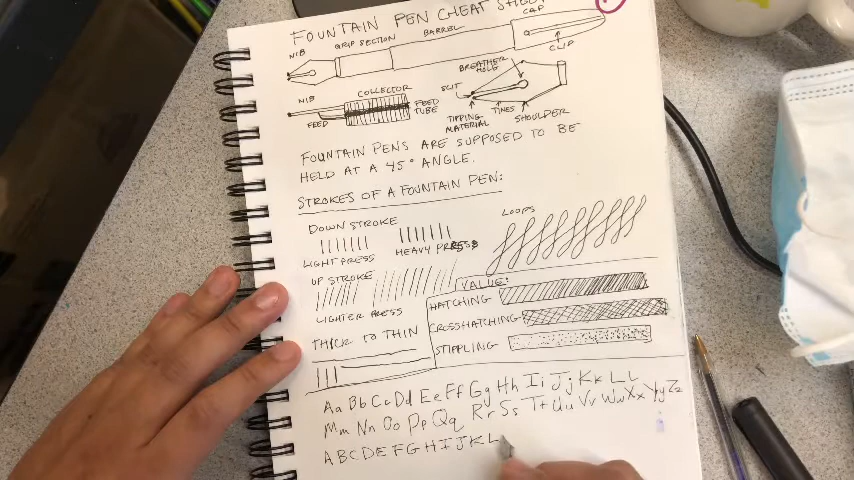 FOUNTAIN PEN CHEAT SHEET
NIB GRIP SECTION BARREL CAP
CLIP
NIB COLLECTOR FEED TUBE
FEED
BREATHER HOLE
SLIT
TIPPING MATERIAL TINES SHOULDER
FOUNTAIN PENS ARE SUPPOSED TO BE
HELD AT A 45° ANGLE.
STROKES OF A FOUNTAIN PEN:
DOWN STROKE
LIGHT PRESS HEAVY PRESS
LOOPS
UP STROKE
LIGHTER PRESS
VALUE:
HATCHING
CROSSHATCHING
STIPPLING
THICK TO THIN
Aa Bb Cc Dd Ee Ff Gg Hh Ii Jj Kk Ll
Mm Nn Oo Pp Qq Rr Ss Tt Uu Vv Ww Xx Yy Zz
A B C D E F G H I J K L